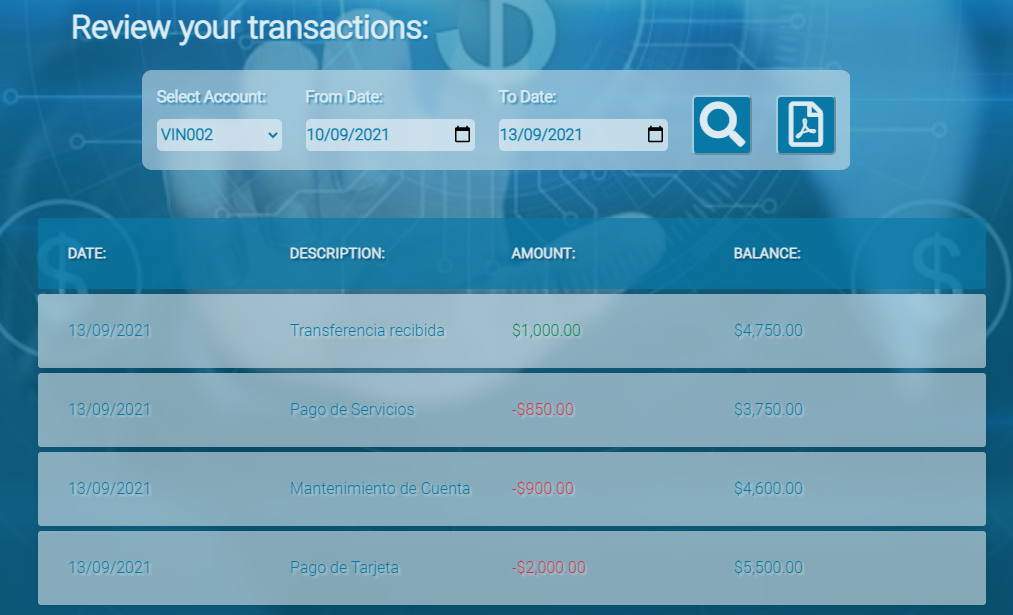 Review your transactions:
Select Account: From Date: To Date:
VIN002 10/09/2021 13/09/2021
DATE: DESCRIPTION: AMOUNT: BALANCE:
13/09/2021 Transferencia recibida $1,000.00 $4,750.00
13/09/2021 Pago de Servicios -$850.00 $3,750.00
13/09/2021 Mantenimiento de Cuenta -$900.00 $4,600.00
13/09/2021 Pago de Tarjeta -$2,000.00 $5,500.00